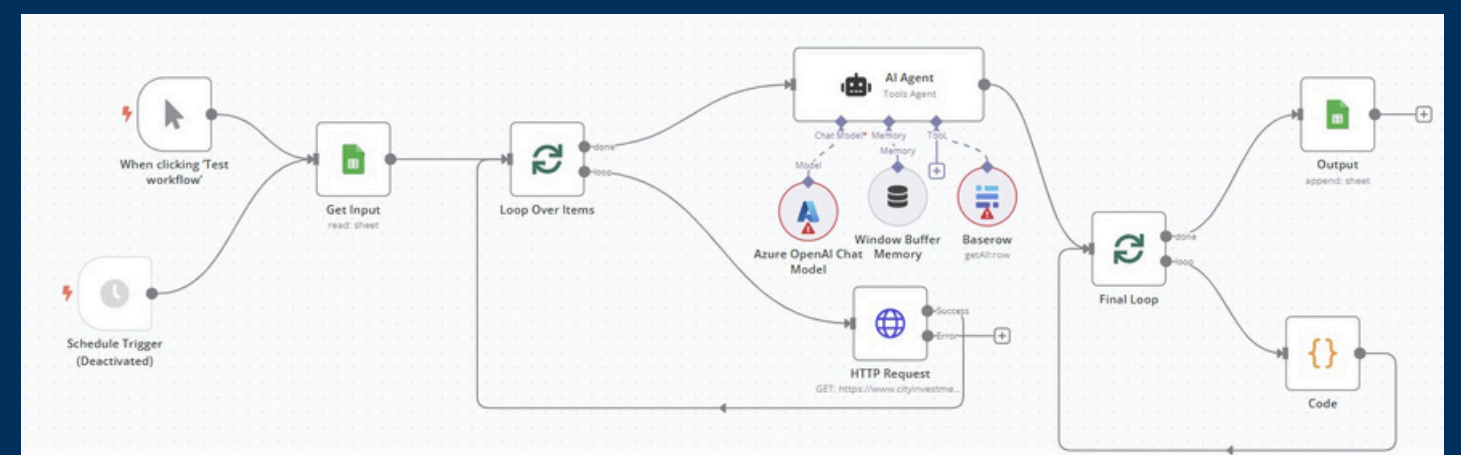 When clicking 'Test
workflow'
Schedule Trigger
(Deactivated)
Get Input
read: sheet
Loop Over Items
done
loop
AI Agent
Tools Agent
Chat Model*
Memory
Tool
Model
Memory
Azure OpenAI Chat
Model
Window Buffer
Memory
Baserow
getAll:row
HTTP Request
GET: https://www.cityinvestme...
Success
Error
Final Loop
done
loop
Output
append: sheet
{}
Code